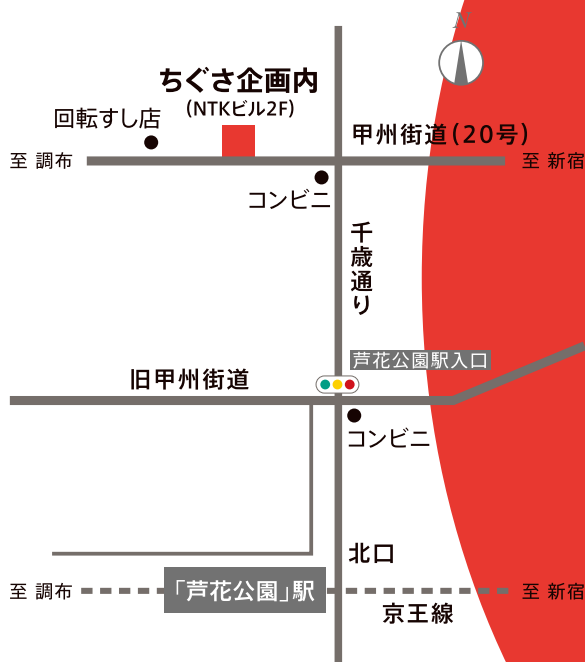 N
ちぐさ企画内
(NTKビル2F)
回転すし店
甲州街道(20号)
至 調布
至 新宿
コンビニ
千歳通り
芦花公園駅入口
旧甲州街道
コンビニ
北口
至 調布
「芦花公園」駅
至 新宿
京王線